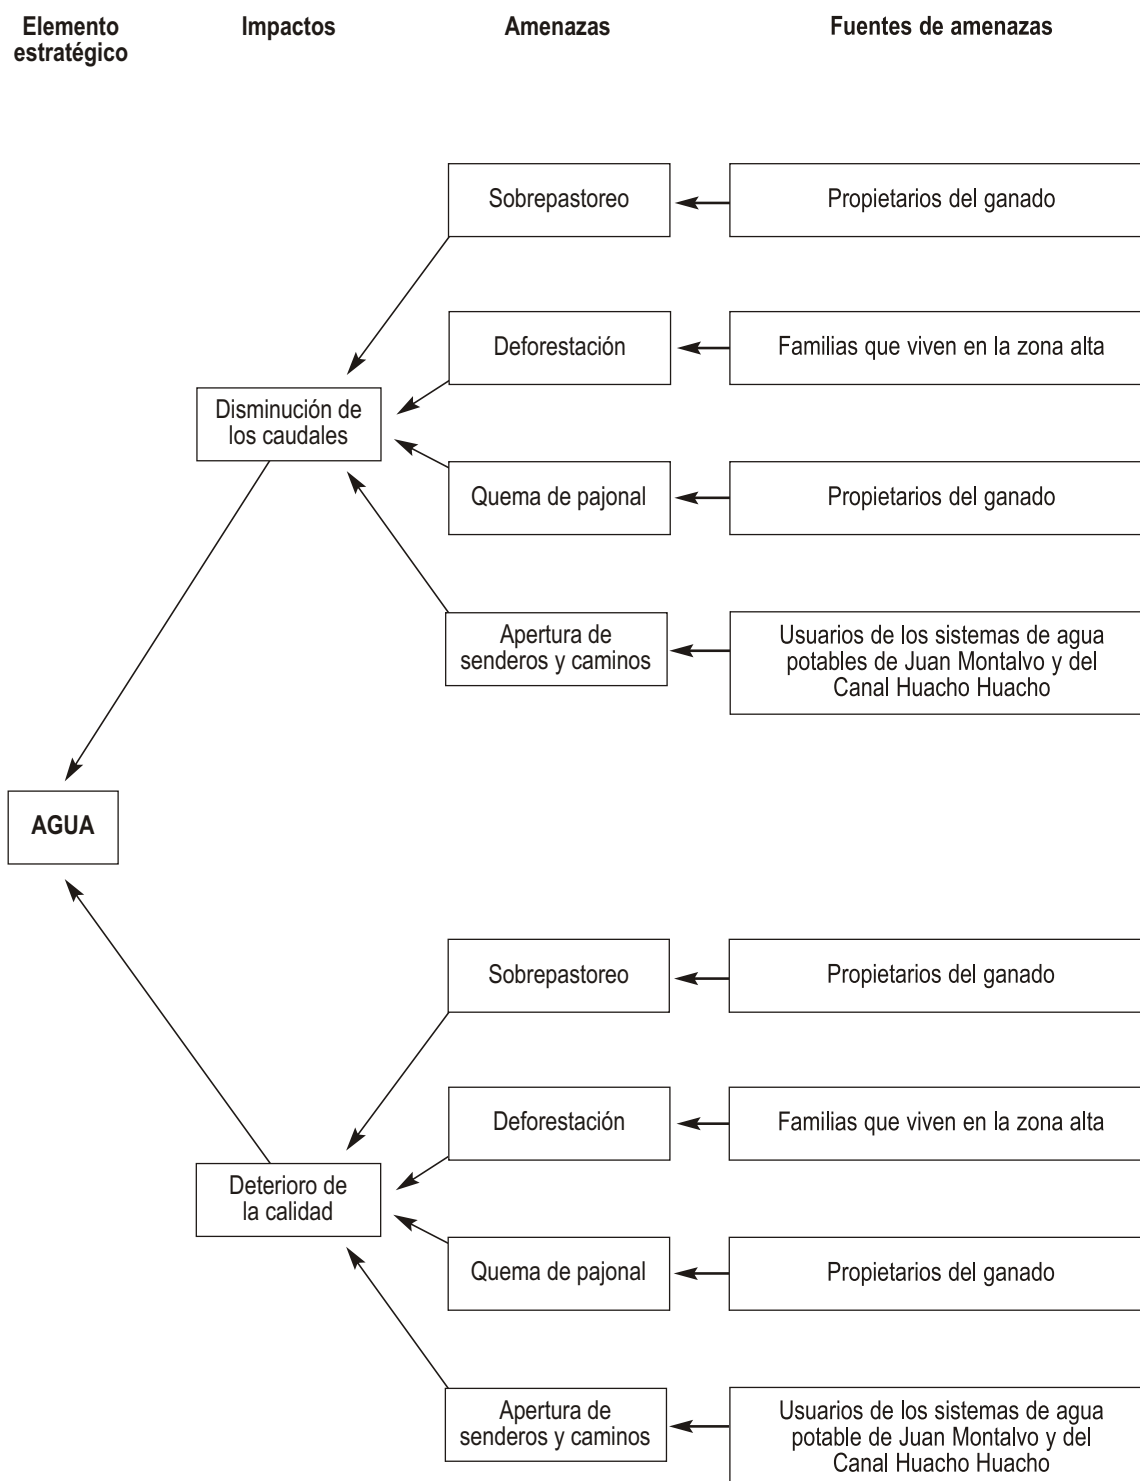 Elemento
estratégico
Impactos
Amenazas
Fuentes de amenazas
Sobrepastoreo
Propietarios del ganado
Deforestación
Familias que viven en la zona alta
Disminución de
los caudales
Quema de pajonal
Propietarios del ganado
Apertura de
senderos y caminos
Usuarios de los sistemas de agua
potables de Juan Montalvo y del
Canal Huacho Huacho
AGUA
Sobrepastoreo
Propietarios del ganado
Deforestación
Familias que viven en la zona alta
Deterioro de
la calidad
Quema de pajonal
Propietarios del ganado
Apertura de
senderos y caminos
Usuarios de los sistemas de agua
potable de Juan Montalvo y del
Canal Huacho Huacho